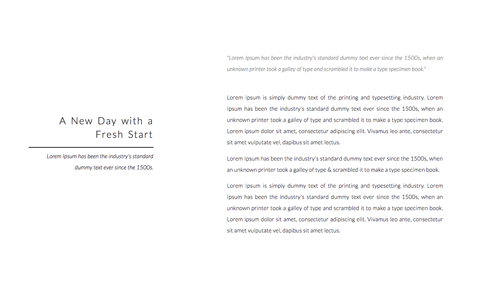 A New Day with a
Fresh Start
Lorem Ipsum has been the industry's standard
dummy text ever since the 1500s.
"Lorem Ipsum has been the industry's standard dummy text ever since the 1500s, when an
unknown printer took a galley of type and scrambled it to make a type specimen book."
Lorem Ipsum is simply dummy text of the printing and typesetting industry. Lorem
Ipsum has been the industry's standard dummy text ever since the 1500s, when an
unknown printer took a galley of type and scrambled it to make a type specimen book.
Lorem ipsum dolor sit amet, consectetur adipiscing elit. Vivamus leo ante, consectetur
sit amet vulputate vel, dapibus sit amet lectus.
Lorem Ipsum has been the industry's standard dummy text ever since the 1500s, when
an unknown printer took a galley of type & scrambled it to make a type specimen book.
Lorem Ipsum is simply dummy text of the printing and typesetting industry. Lorem
Ipsum has been the industry's standard dummy text ever since the 1500s, when an
unknown printer took a galley of type and scrambled it to make a type specimen book.
Lorem ipsum dolor sit amet, consectetur adipiscing elit. Vivamus leo ante, consectetur
sit amet vulputate vel, dapibus sit amet lectus.